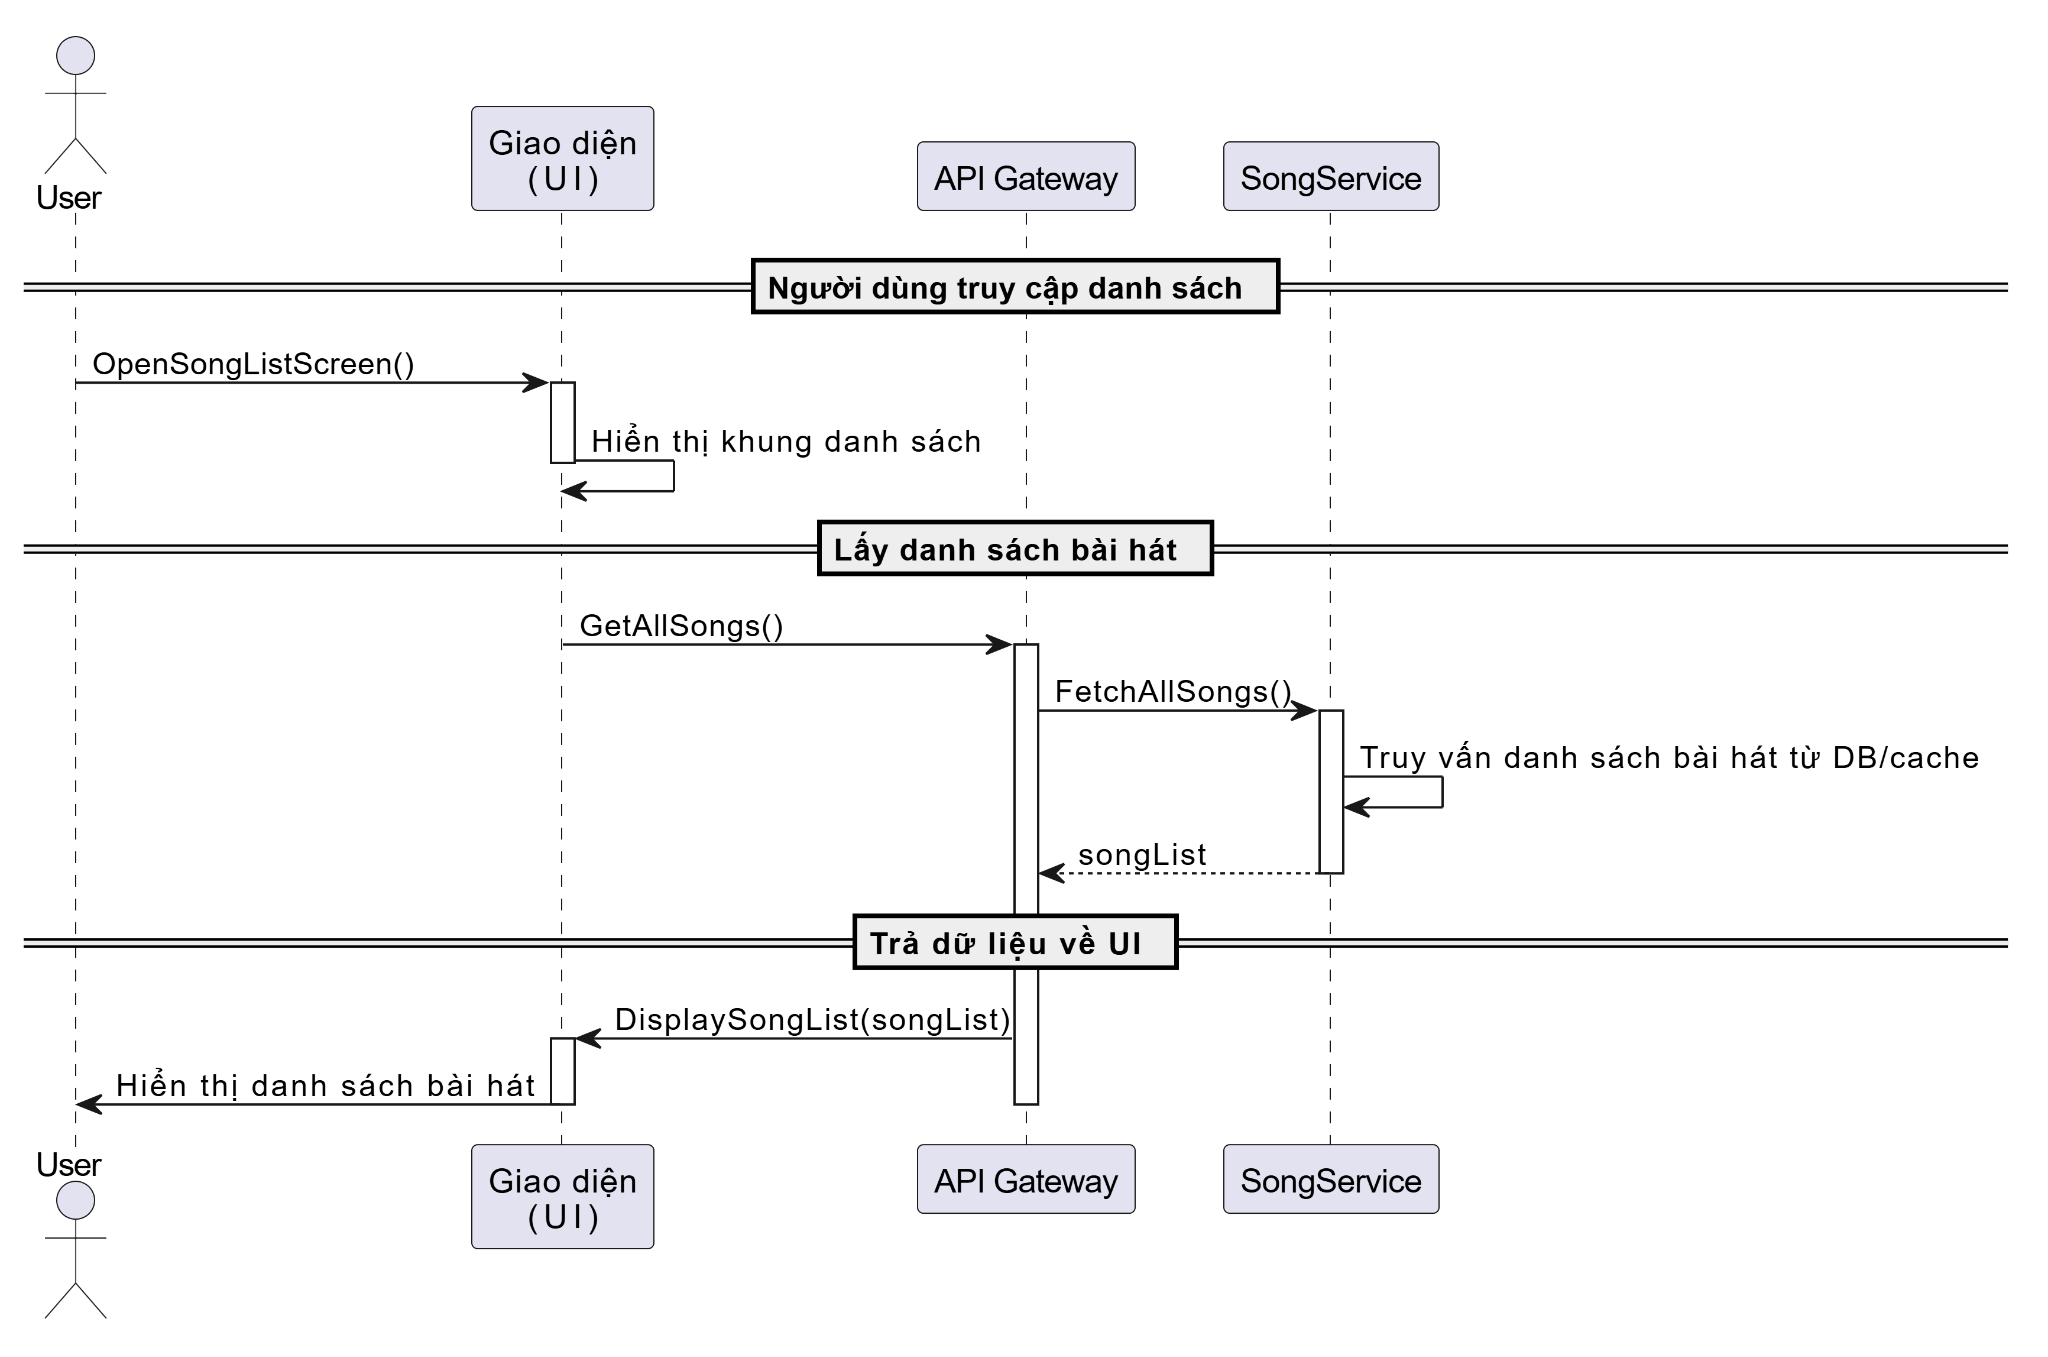 User
Giao diện
(UI)
API Gateway
SongService
Người dùng truy cập danh sách
OpenSongListScreen()
Hiển thị khung danh sách
Lấy danh sách bài hát
GetAllSongs()
FetchAllSongs()
Truy vấn danh sách bài hát từ DB/cache
songList
Trả dữ liệu về UI
DisplaySongList(songList)
Hiển thị danh sách bài hát
User
Giao diện
(UI)
API Gateway
SongService